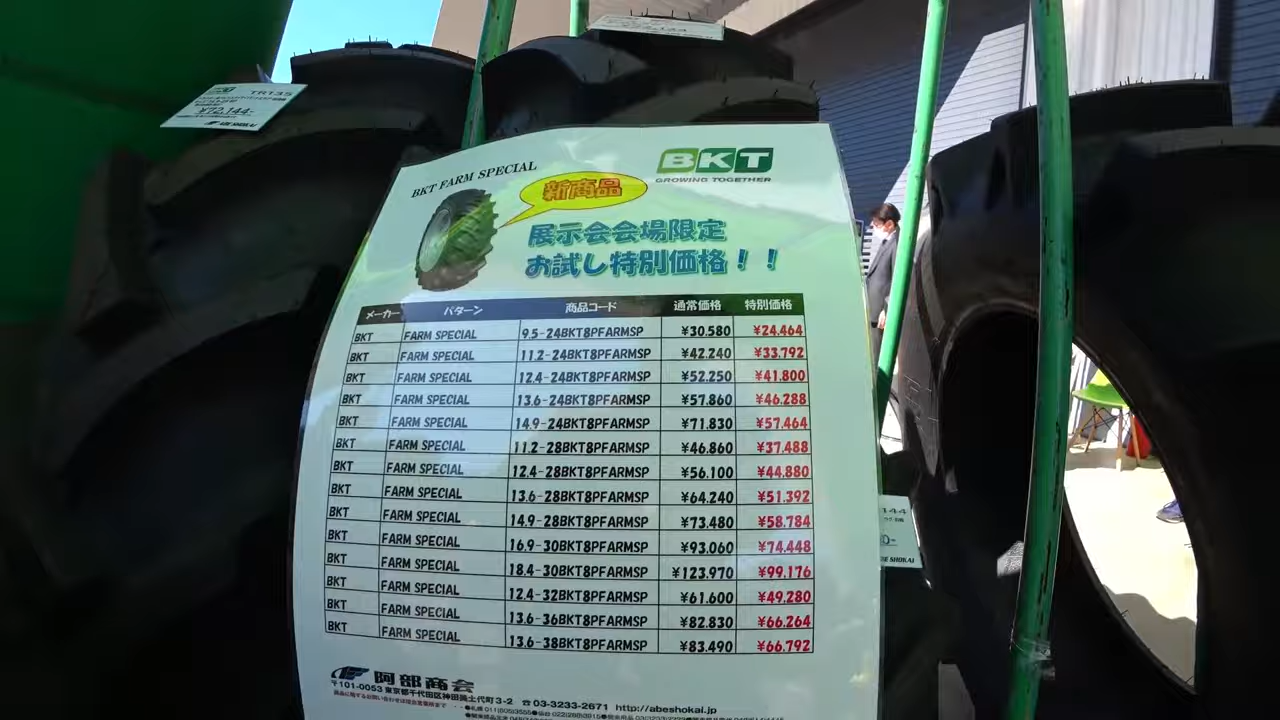 TR135
¥72,144-
ABE SHOKAI
BKT FARM SPECIAL
BKT
GROWING TOGETHER
新商品
展示会会場限定
お試し特別価格！！
メーカー パターン 商品コード 通常価格 特別価格
BKT FARM SPECIAL 9.5-24BKT8PFARMSP ¥30.580 ¥24.464
BKT FARM SPECIAL 11.2-24BKT8PFARMSP ¥42.240 ¥33.792
BKT FARM SPECIAL 12.4-24BKT8PFARMSP ¥52.250 ¥41.800
BKT FARM SPECIAL 13.6-24BKT8PFARMSP ¥57.860 ¥46.288
BKT FARM SPECIAL 14.9-24BKT8PFARMSP ¥71.830 ¥57.464
BKT FARM SPECIAL 11.2-28BKT8PFARMSP ¥46.860 ¥37.488
BKT FARM SPECIAL 12.4-28BKT8PFARMSP ¥56.100 ¥44.880
BKT FARM SPECIAL 13.6-28BKT8PFARMSP ¥64.240 ¥51.392
BKT FARM SPECIAL 14.9-28BKT8PFARMSP ¥73.480 ¥58.784
BKT FARM SPECIAL 16.9-30BKT8PFARMSP ¥93.060 ¥74.448
BKT FARM SPECIAL 18.4-30BKT8PFARMSP ¥123.970 ¥99.176
BKT FARM SPECIAL 12.4-32BKT8PFARMSP ¥61.600 ¥49.280
BKT FARM SPECIAL 13.6-36BKT8PFARMSP ¥82.830 ¥66.264
BKT FARM SPECIAL 13.6-38BKT8PFARMSP ¥83.490 ¥66.792
阿部商会
〒101-0053 東京都千代田区神田美土代町3-2 ☎03-3233-2671 http://abeshokai.jp
144
0-
BE SHOKAI